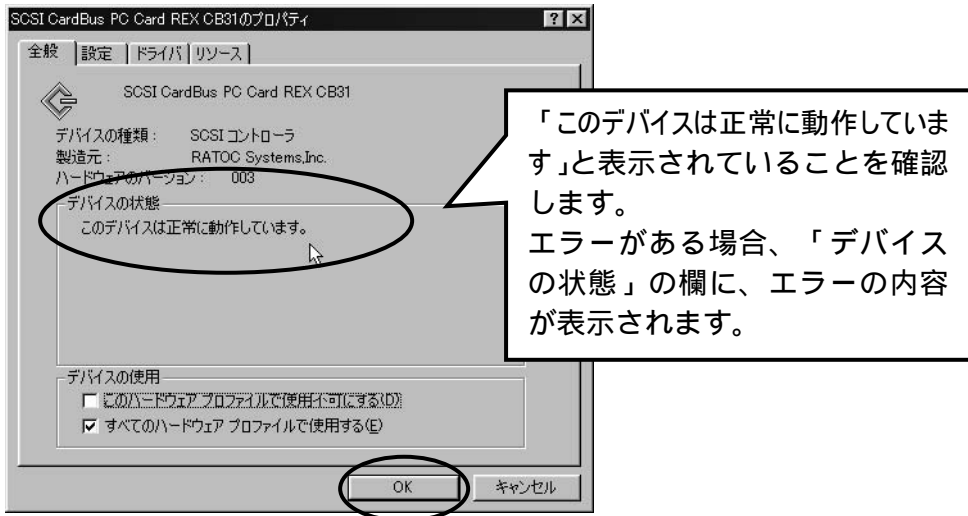 SCSI CardBus PC Card REX CB31のプロパティ
全般 設定 ドライバ リソース
SCSI CardBus PC Card REX CB31
デバイスの種類： SCSI コントローラ
製造元： RATOC Systems,Inc.
ハードウェアのバージョン： 003
デバイスの状態
このデバイスは正常に動作しています。
「このデバイスは正常に動作していま
す」と表示されていることを確認
します。
エラーがある場合、「デバイス
の状態」の欄に、エラーの内容
が表示されます。
デバイスの使用
このハードウェア プロファイルで使用不可にする(D)
すべてのハードウェア プロファイルで使用する(E)
OK キャンセル